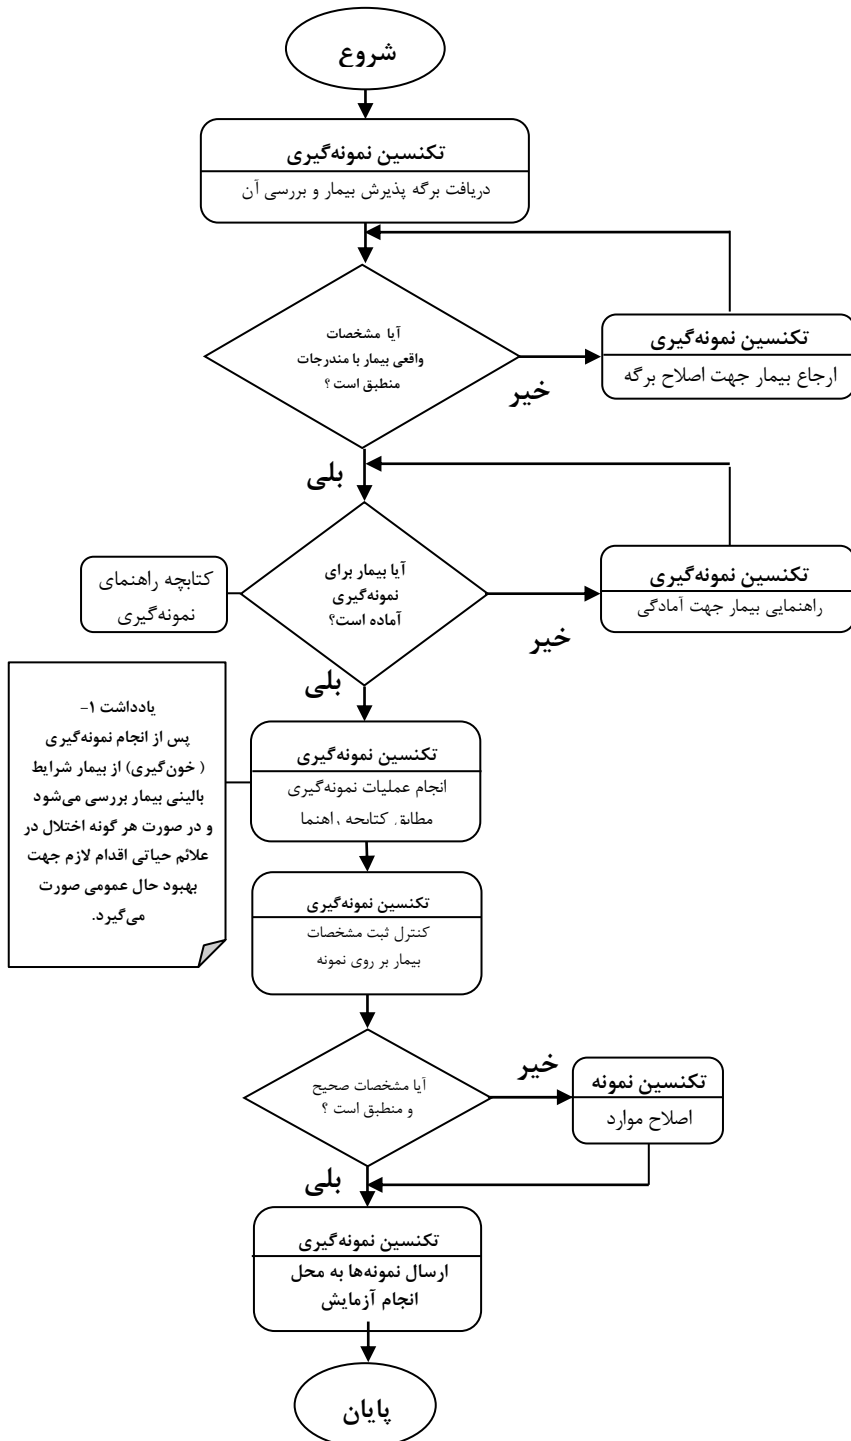 شروع
تکنسین نمونه‌گیری
دریافت برگه پذیرش بیمار و بررسی آن
آیا مشخصات
واقعی بیمار با مندرجات
منطبق است ؟
خیر
تکنسین نمونه‌گیری
ارجاع بیمار جهت اصلاح برگه
بلی
آیا بیمار برای
نمونه‌گیری
آماده است؟
کتابچه راهنمای
نمونه‌گیری
خیر
تکنسین نمونه‌گیری
راهنمایی بیمار جهت آمادگی
بلی
یادداشت ۱-
پس از انجام نمونه‌گیری
( خون‌گیری) از بیمار شرایط
بالینی بیمار بررسی می‌شود
و در صورت هر گونه اختلال در
علائم حیاتی اقدام لازم جهت
بهبود حال عمومی صورت
می‌گیرد.
تکنسین نمونه‌گیری
انجام عملیات نمونه‌گیری
مطابق کتابچه راهنما
تکنسین نمونه‌گیری
کنترل ثبت مشخصات
بیمار بر روی نمونه
آیا مشخصات صحیح
و منطبق است ؟
خیر
تکنسین نمونه
اصلاح موارد
بلی
تکنسین نمونه‌گیری
ارسال نمونه‌ها به محل
انجام آزمایش
پایان